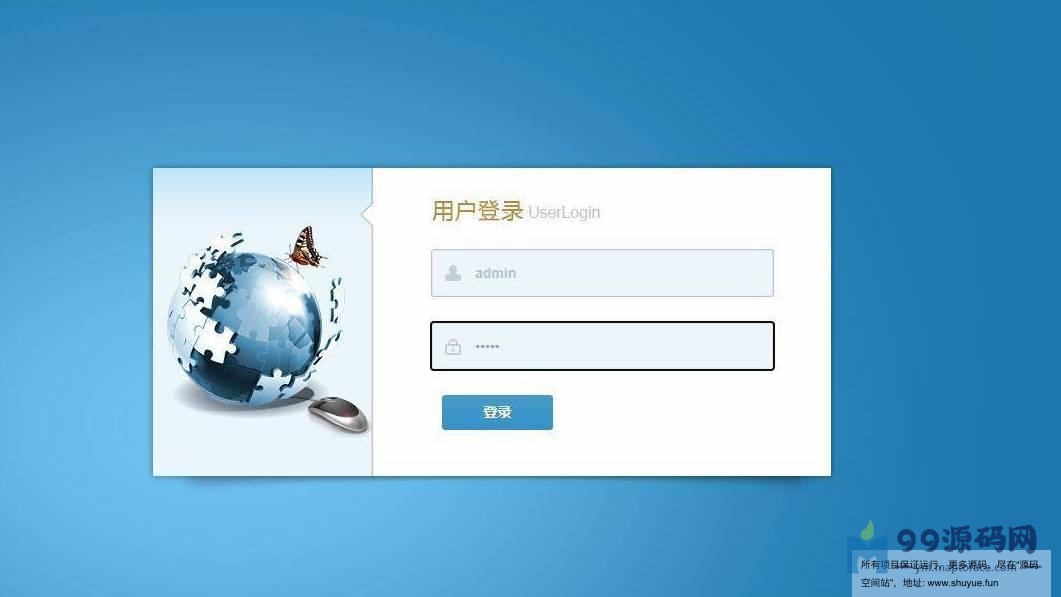 用户登录 UserLogin
admin
•••••
登录
99源码网
所有项目保证运行，更多源码，尽在“源码
空间站”，地址: www.shuyue.fun